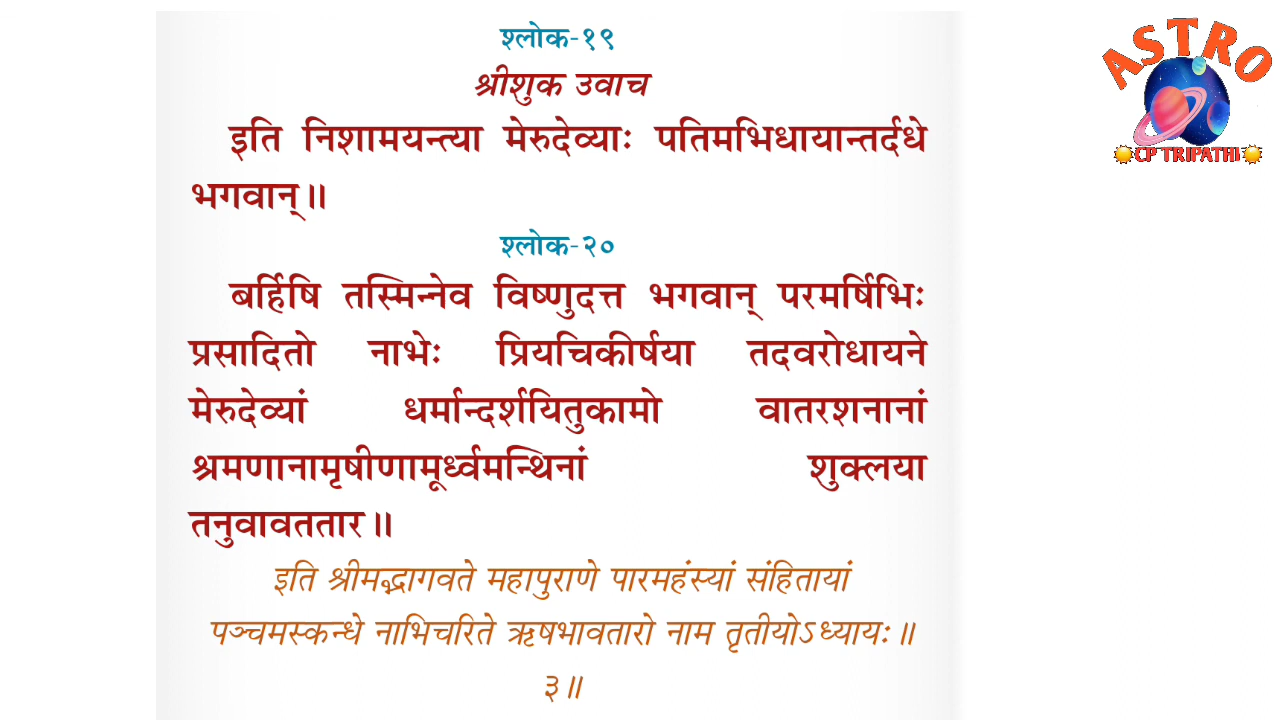 श्लोक-१९
श्रीशुक उवाच
इति निशामयन्त्या मेरुदेव्याः पतिमभिधायान्तर्दधे
भगवान्॥
श्लोक-२०
बर्हिषि तस्मिन्नेव विष्णुदत्त भगवान् परमर्षिभिः
प्रसादितो नाभेः प्रियचिकीर्षया तदवरोधायने
मेरुदेव्यां धर्मान्दर्शयितुकामो वातरशनानां
श्रमणानामृषीणामूर्ध्वमन्थिनां शुक्लया
तनुवावततार॥
इति श्रीमद्भागवते महापुराणे पारमहंस्यां संहितायां
पञ्चमस्कन्धे नाभिचरिते ऋषभावतारो नाम तृतीयोऽध्यायः॥
३॥
ASTRO
CP TRIPATHI